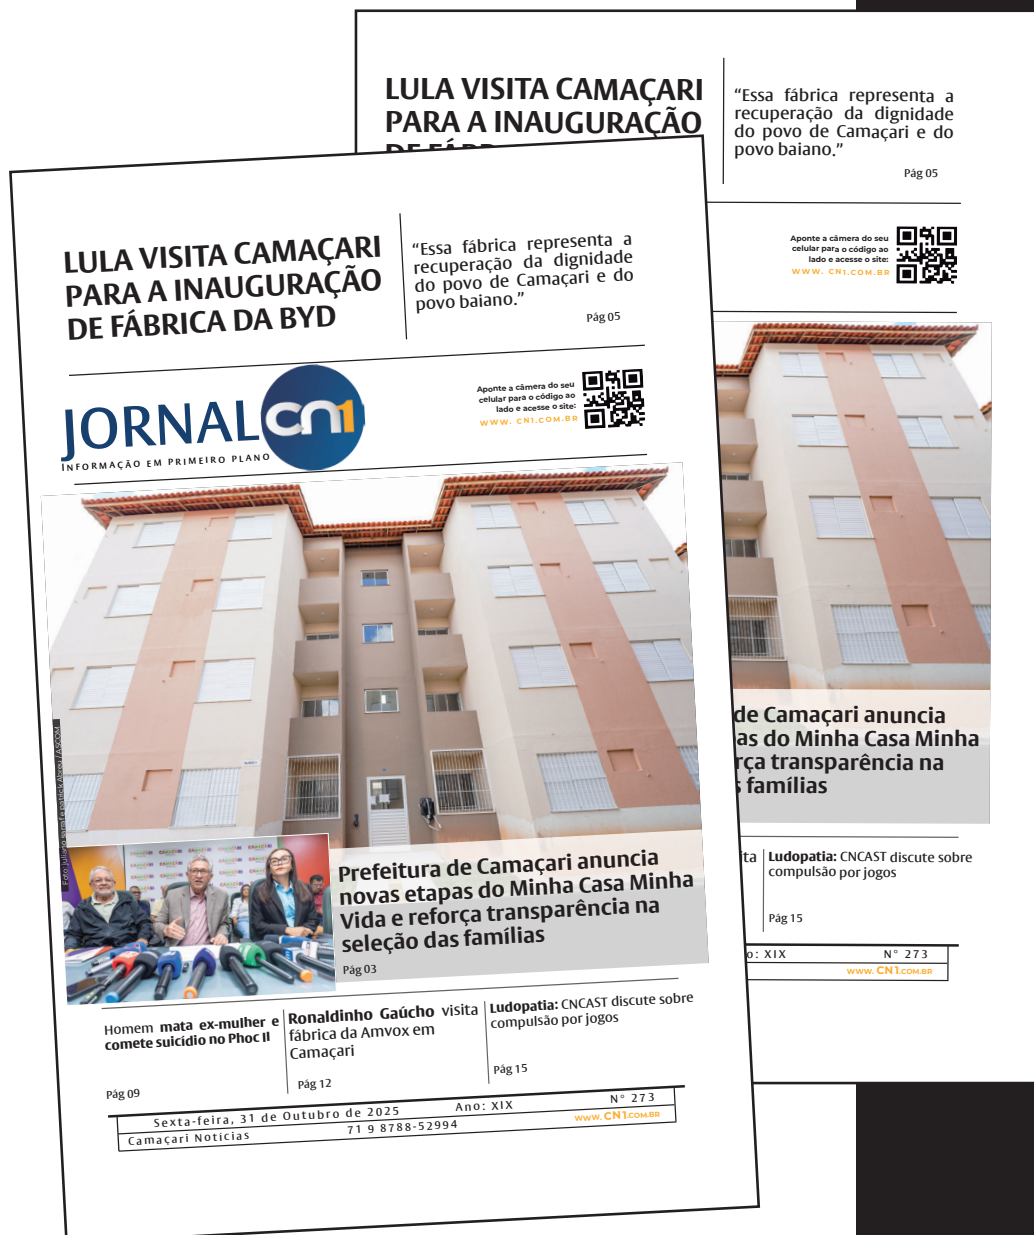 LULA VISITA CAMAÇARI
PARA A INAUGURAÇÃO
“Essa fábrica representa a
recuperação da dignidade
do povo de Camaçari e do
povo baiano.”
Pág 05
Aponte a câmera do seu
celular para o código ao
lado e acesse o site:
WWW. CN1.COM.BR
de Camaçari anuncia
as do Minha Casa Minha
rça transparência na
s famílias
ita
Ludopatia: CNCAST discute sobre
compulsão por jogos
Pág 15
o: XIX
N° 273
www. CN1.COM.BR
LULA VISITA CAMAÇARI
PARA A INAUGURAÇÃO
DE FÁBRICA DA BYD
“Essa fábrica representa a
recuperação da dignidade
do povo de Camaçari e do
povo baiano.”
Pág 05
JORNAL cn1
INFORMAÇÃO EM PRIMEIRO PLANO
Aponte a câmera do seu
celular para o código ao
lado e acesse o site:
WWW. CN1.COM.BR
Prefeitura de Camaçari anuncia
novas etapas do Minha Casa Minha
Vida e reforça transparência na
seleção das famílias
Pág 03
Homem mata ex-mulher e
comete suicídio no Phoc II
Pág 09
Ronaldinho Gaúcho visita
fábrica da Amvox em
Camaçari
Pág 12
Ludopatia: CNCAST discute sobre
compulsão por jogos
Pág 15
Sexta-feira, 31 de Outubro de 2025 Ano: XIX N° 273
Camaçari Notícias 71 9 8788-52994 www. CN1.COM.BR